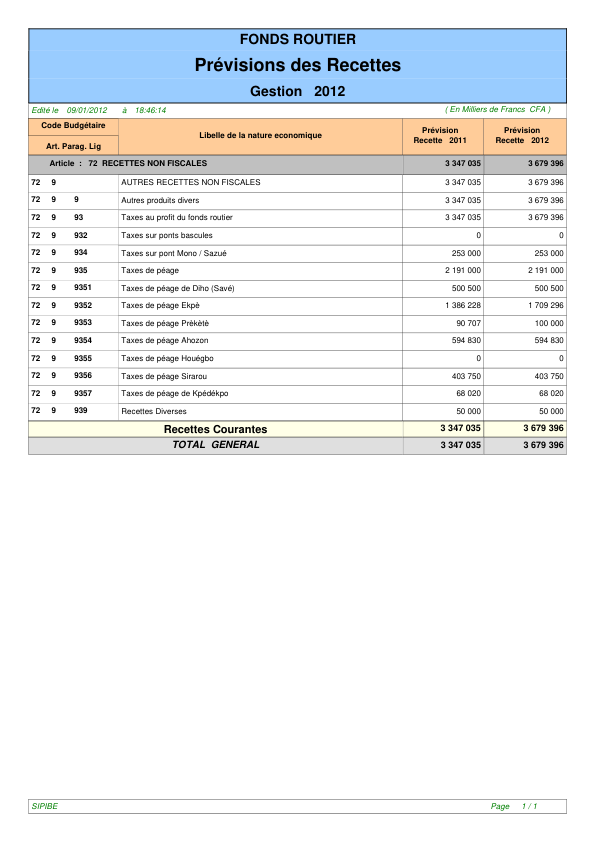 FONDS ROUTIER
Prévisions des Recettes
Gestion 2012
Edité le 09/01/2012 à 18:46:14 ( En Milliers de Francs CFA )
Code Budgétaire
Art. Parag. Lig
Libelle de la nature economique
Prévision Recette 2011
Prévision Recette 2012
Article : 72 RECETTES NON FISCALES 3 347 035 3 679 396
72 9 AUTRES RECETTES NON FISCALES 3 347 035 3 679 396
72 9 9 Autres produits divers 3 347 035 3 679 396
72 9 93 Taxes au profit du fonds routier 3 347 035 3 679 396
72 9 932 Taxes sur ponts bascules 0 0
72 9 934 Taxes sur pont Mono / Sazué 253 000 253 000
72 9 935 Taxes de péage 2 191 000 2 191 000
72 9 9351 Taxes de péage de Diho (Savé) 500 500 500 500
72 9 9352 Taxes de péage Ekpè 1 386 228 1 709 296
72 9 9353 Taxes de péage Prèkètè 90 707 100 000
72 9 9354 Taxes de péage Ahozon 594 830 594 830
72 9 9355 Taxes de péage Houégbo 0 0
72 9 9356 Taxes de péage Sirarou 403 750 403 750
72 9 9357 Taxes de péage de Kpédékpo 68 020 68 020
72 9 939 Recettes Diverses 50 000 50 000
Recettes Courantes 3 347 035 3 679 396
TOTAL GENERAL 3 347 035 3 679 396
SIPIBE Page 1 / 1